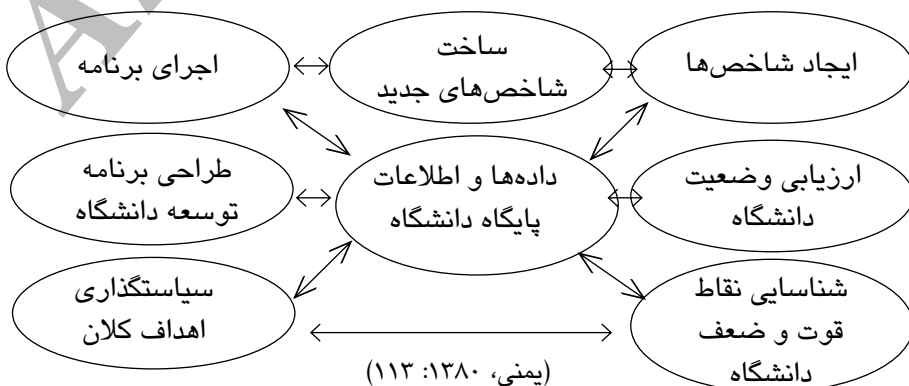 ایجاد شاخص‌ها
ساخت
شاخص‌های جدید
اجرای برنامه
ارزیابی وضعیت
دانشگاه
داده‌ها و اطلاعات
پایگاه دانشگاه
طراحی برنامه
توسعه دانشگاه
شناسایی نقاط
قوت و ضعف
دانشگاه
سیاستگذاری
اهداف کلان
(یمنی، ۱۳۸۰: ۱۱۳)